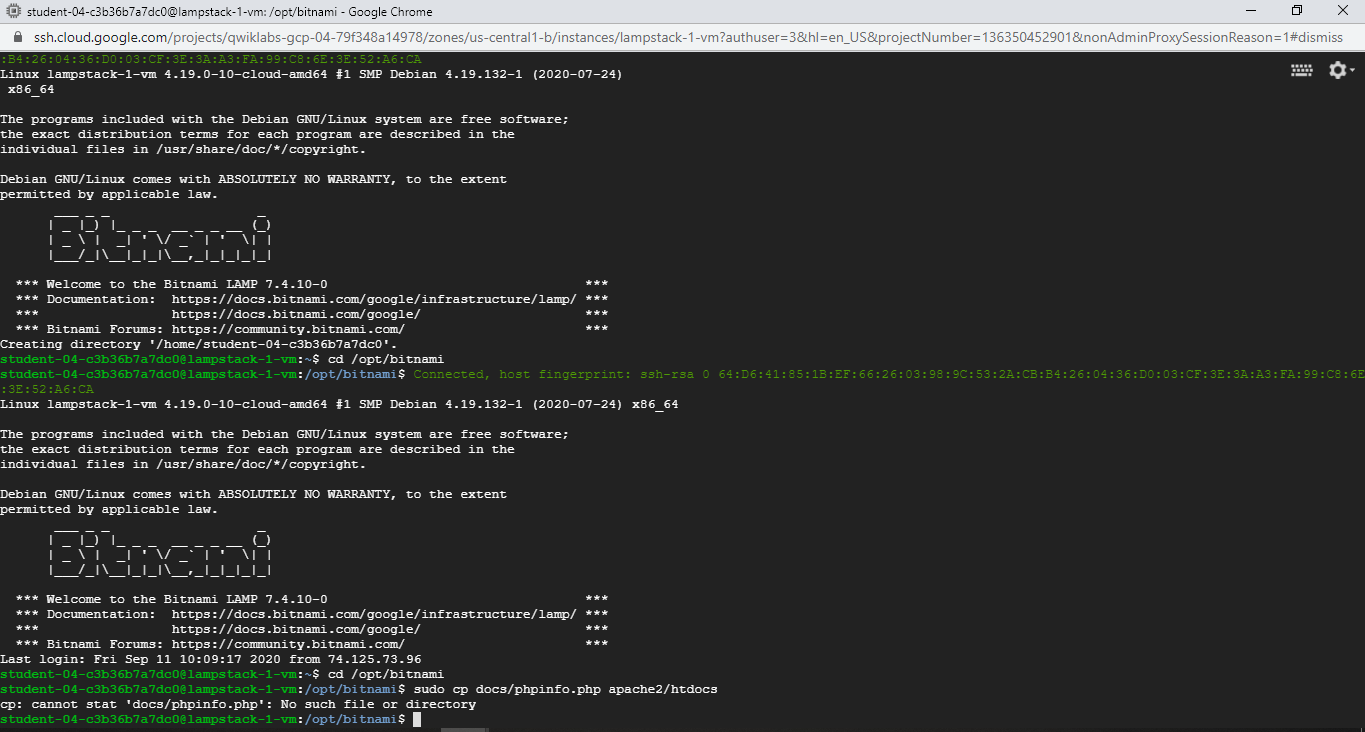 student-04-c3b36b7a7dc0@lampstack-1-vm: /opt/bitnami - Google Chrome
ssh.cloud.google.com/projects/qwiklabs-gcp-04-79f348a14978/zones/us-central1-b/instances/lampstack-1-vm?authuser=3&hl=en_US&projectNumber=136350452901&nonAdminProxySessionReason=1#dismiss
:B4:26:04:36:D0:03:CF:3E:3A:A3:FA:99:C8:6E:3E:52:A6:CA
Linux lampstack-1-vm 4.19.0-10-cloud-amd64 #1 SMP Debian 4.19.132-1 (2020-07-24)
 x86_64
The programs included with the Debian GNU/Linux system are free software;
the exact distribution terms for each program are described in the
individual files in /usr/share/doc/*/copyright.
Debian GNU/Linux comes with ABSOLUTELY NO WARRANTY, to the extent
permitted by applicable law.
Bitnami
*** Welcome to the Bitnami LAMP 7.4.10-0 ***
*** Documentation: https://docs.bitnami.com/google/infrastructure/lamp/ ***
*** https://docs.bitnami.com/google/ ***
*** Bitnami Forums: https://community.bitnami.com/ ***
Creating directory '/home/student-04-c3b36b7a7dc0'.
student-04-c3b36b7a7dc0@lampstack-1-vm:~$ cd /opt/bitnami
student-04-c3b36b7a7dc0@lampstack-1-vm:/opt/bitnami$ Connected, host fingerprint: ssh-rsa 0 64:D6:41:85:1B:EF:66:26:03:98:9C:53:2A:CB:B4:26:04:36:D0:03:CF:3E:3A:A3:FA:99:C8:6E
:3E:52:A6:CA
Linux lampstack-1-vm 4.19.0-10-cloud-amd64 #1 SMP Debian 4.19.132-1 (2020-07-24) x86_64
The programs included with the Debian GNU/Linux system are free software;
the exact distribution terms for each program are described in the
individual files in /usr/share/doc/*/copyright.
Debian GNU/Linux comes with ABSOLUTELY NO WARRANTY, to the extent
permitted by applicable law.
Bitnami
*** Welcome to the Bitnami LAMP 7.4.10-0 ***
*** Documentation: https://docs.bitnami.com/google/infrastructure/lamp/ ***
*** https://docs.bitnami.com/google/ ***
*** Bitnami Forums: https://community.bitnami.com/ ***
Last login: Fri Sep 11 10:09:17 2020 from 74.125.73.96
student-04-c3b36b7a7dc0@lampstack-1-vm:~$ cd /opt/bitnami
student-04-c3b36b7a7dc0@lampstack-1-vm:/opt/bitnami$ sudo cp docs/phpinfo.php apache2/htdocs
cp: cannot stat 'docs/phpinfo.php': No such file or directory
student-04-c3b36b7a7dc0@lampstack-1-vm:/opt/bitnami$